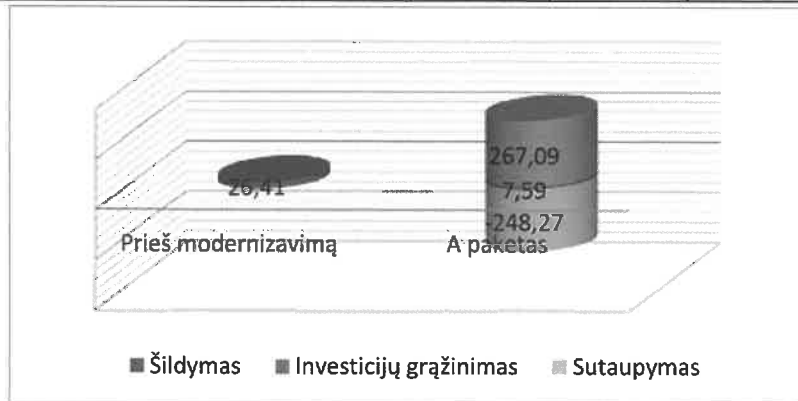 267,09
26,41
7,59
-248,27
Prieš modernizavimą
A paketas
Šildymas
Investicijų grąžinimas
Sutaupymas